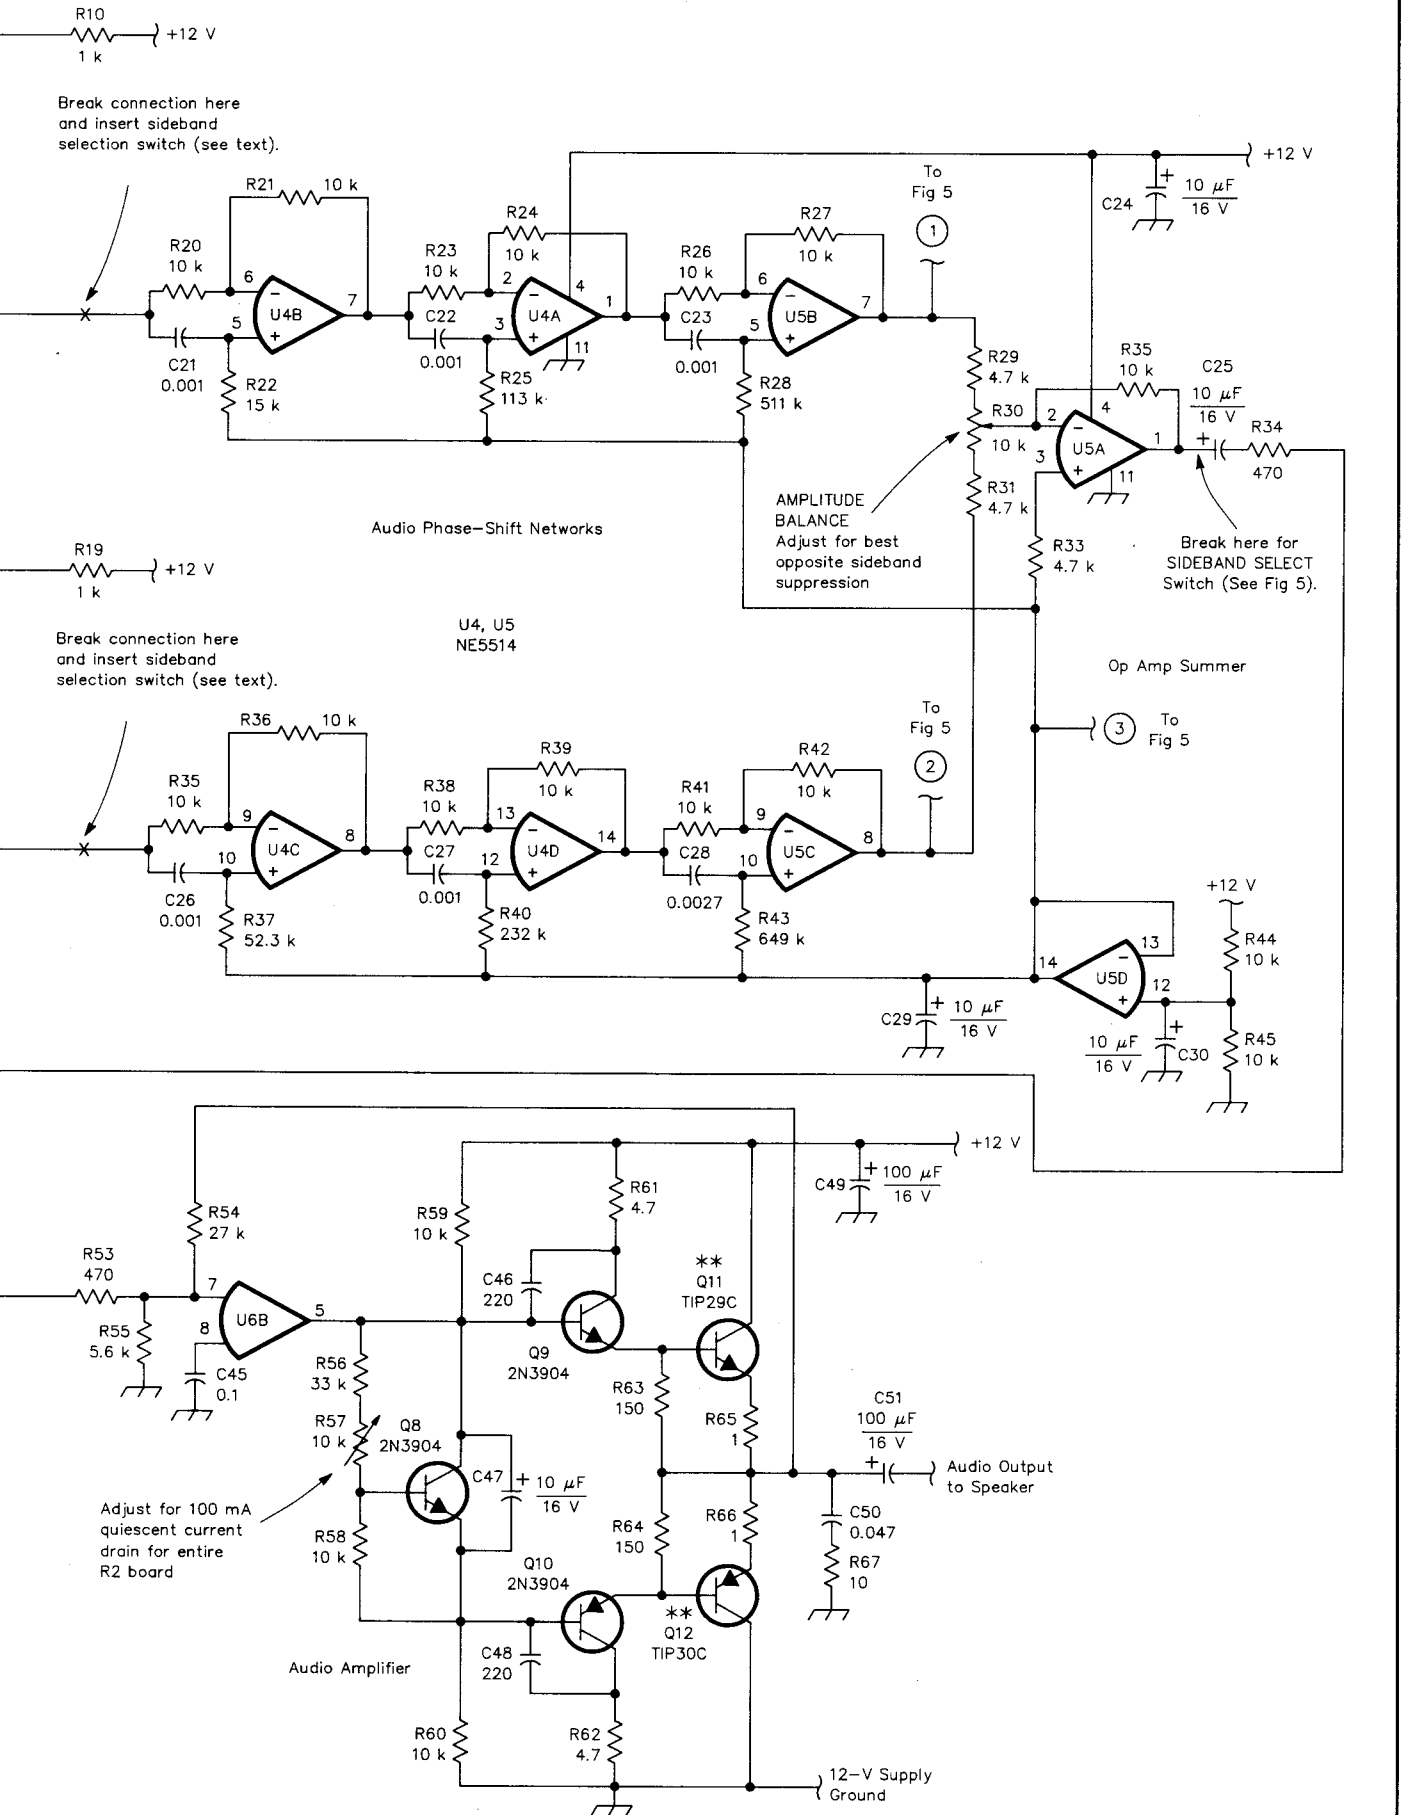 R10
+12 V
1 k
Break connection here
and insert sideband
selection switch (see text).
+12 V
To
Fig 5
1
C24
+
10 µF
16 V
R21
10 k
R20
10 k
6
−
5
+
U4B
7
C21
0.001
R22
15 k
R24
10 k
R23
10 k
2
−
3
+
U4A
4
1
11
C22
0.001
R25
113 k
R27
10 k
R26
10 k
6
−
5
+
U5B
7
C23
0.001
R28
511 k
R29
4.7 k
R30
10 k
R31
4.7 k
R35
10 k
C25
10 µF
16 V
+
R34
470
2
−
3
+
U5A
4
1
11
AMPLITUDE
BALANCE
Adjust for best
opposite sideband
suppression
Audio Phase–Shift Networks
R33
4.7 k
Break here for
SIDEBAND SELECT
Switch (See Fig 5).
R19
+12 V
1 k
U4, U5
NE5514
Break connection here
and insert sideband
selection switch (see text).
Op Amp Summer
3
To
Fig 5
To
Fig 5
2
R36
10 k
R35
10 k
9
−
10
+
U4C
8
C26
0.001
R37
52.3 k
R39
10 k
R38
10 k
13
−
12
+
U4D
14
C27
0.001
R40
232 k
R42
10 k
R41
10 k
9
−
10
+
U5C
8
C28
0.0027
R43
649 k
+12 V
R44
10 k
14
U5D
13
−
12
+
C29
+
10 µF
16 V
10 µF
16 V
+
C30
R45
10 k
+12 V
C49
+
100 µF
16 V
R54
27 k
R59
10 k
R61
4.7
R53
470
7
8
U6B
5
R55
5.6 k
C45
0.1
C46
220
Q9
2N3904
**
Q11
TIP29C
R56
33 k
R57
10 k
Q8
2N3904
C47
+
10 µF
16 V
R63
150
R65
1
C51
100 µF
16 V
+
Audio Output
to Speaker
Adjust for 100 mA
quiescent current
drain for entire
R2 board
R58
10 k
R64
150
R66
1
C50
0.047
R67
10
Q10
2N3904
**
Q12
TIP30C
C48
220
Audio Amplifier
R60
10 k
R62
4.7
12–V Supply
Ground